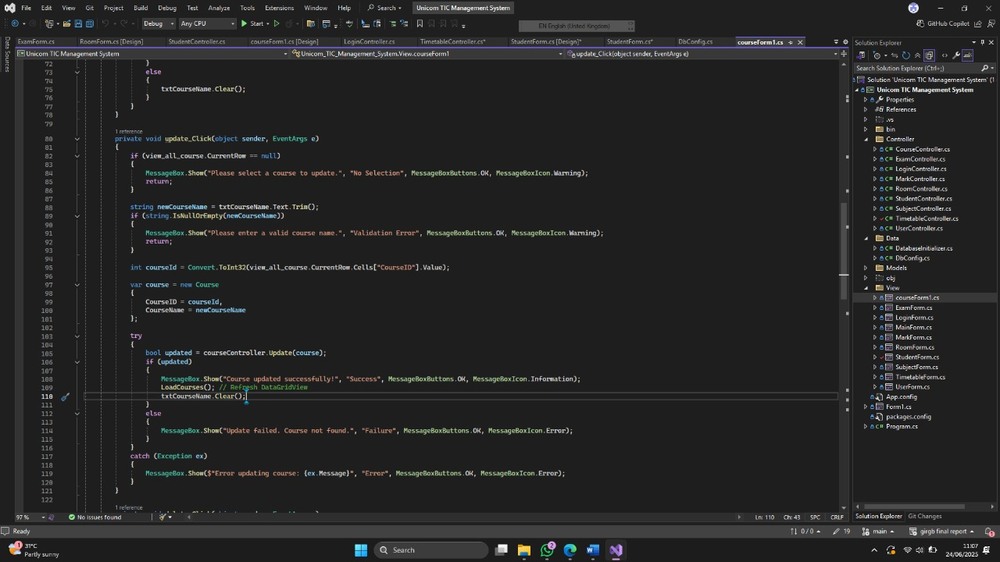 File Edit View Git Project Build Debug Test Analyze Tools Extensions Window Help Search Unicom TIC Management System
Debug Any CPU Start EN English (United Kingdom) GitHub Copilot
ExamForm.cs RoomForm.cs [Design] StudentController.cs courseForm1.cs [Design] LoginController.cs TimetableController.cs* StudentForm.cs [Design]* StudentForm.cs* DbConfig.cs courseForm1.cs
Data Sources
Unicom TIC Management System Unicom_TIC_Management_System.View.courseForm1 update_Click(object sender, EventArgs e)
72 }
73 else
74 {
75 txtCourseName.Clear();
76 }
77 }
78 }
79
1 reference
80 private void update_Click(object sender, EventArgs e)
81 {
82 if (view_all_course.CurrentRow == null)
83 {
84 MessageBox.Show("Please select a course to update.", "No Selection", MessageBoxButtons.OK, MessageBoxIcon.Warning);
85 return;
86 }
87
88 string newCourseName = txtCourseName.Text.Trim();
89 if (string.IsNullOrEmpty(newCourseName))
90 {
91 MessageBox.Show("Please enter a valid course name.", "Validation Error", MessageBoxButtons.OK, MessageBoxIcon.Warning);
92 return;
93 }
94
95 int courseId = Convert.ToInt32(view_all_course.CurrentRow.Cells["CourseID"].Value);
96
97 var course = new Course
98 {
99 CourseID = courseId,
100 CourseName = newCourseName
101 };
102
103 try
104 {
105 bool updated = courseController.Update(course);
106 if (updated)
107 {
108 MessageBox.Show("Course updated successfully!", "Success", MessageBoxButtons.OK, MessageBoxIcon.Information);
109 LoadCourses(); // Refresh DataGridView
110 txtCourseName.Clear();
111 }
112 else
113 {
114 MessageBox.Show("Update failed. Course not found.", "Failure", MessageBoxButtons.OK, MessageBoxIcon.Error);
115 }
116 }
117 catch (Exception ex)
118 {
119 MessageBox.Show($"Error updating course: {ex.Message}", "Error", MessageBoxButtons.OK, MessageBoxIcon.Error);
120 }
121 }
122
1 reference
97 % No issues found Ln: 110 Ch: 43 SPC CRLF
Solution Explorer
Search Solution Explorer (Ctrl+;)
Solution 'Unicom TIC Management System' (1
Unicom TIC Management System
Properties
References
.vs
bin
Controller
CourseController.cs
ExamController.cs
LoginController.cs
MarkController.cs
RoomController.cs
StudentController.cs
SubjectController.cs
TimetableController.cs
UserController.cs
Data
DatabaseInitializer.cs
DbConfig.cs
Models
obj
View
courseForm1.cs
ExamForm.cs
LoginForm.cs
MainForm.cs
MarkForm.cs
RoomForm.cs
StudentForm.cs
SubjectForm.cs
TimetableForm.cs
UserForm.cs
App.config
Form1.cs
packages.config
Program.cs
Solution Explorer Git Changes
Ready 0 / 0 19 main girgb final report 1
1 31°C
Partly sunny
Search 2
11:07
24/06/2025